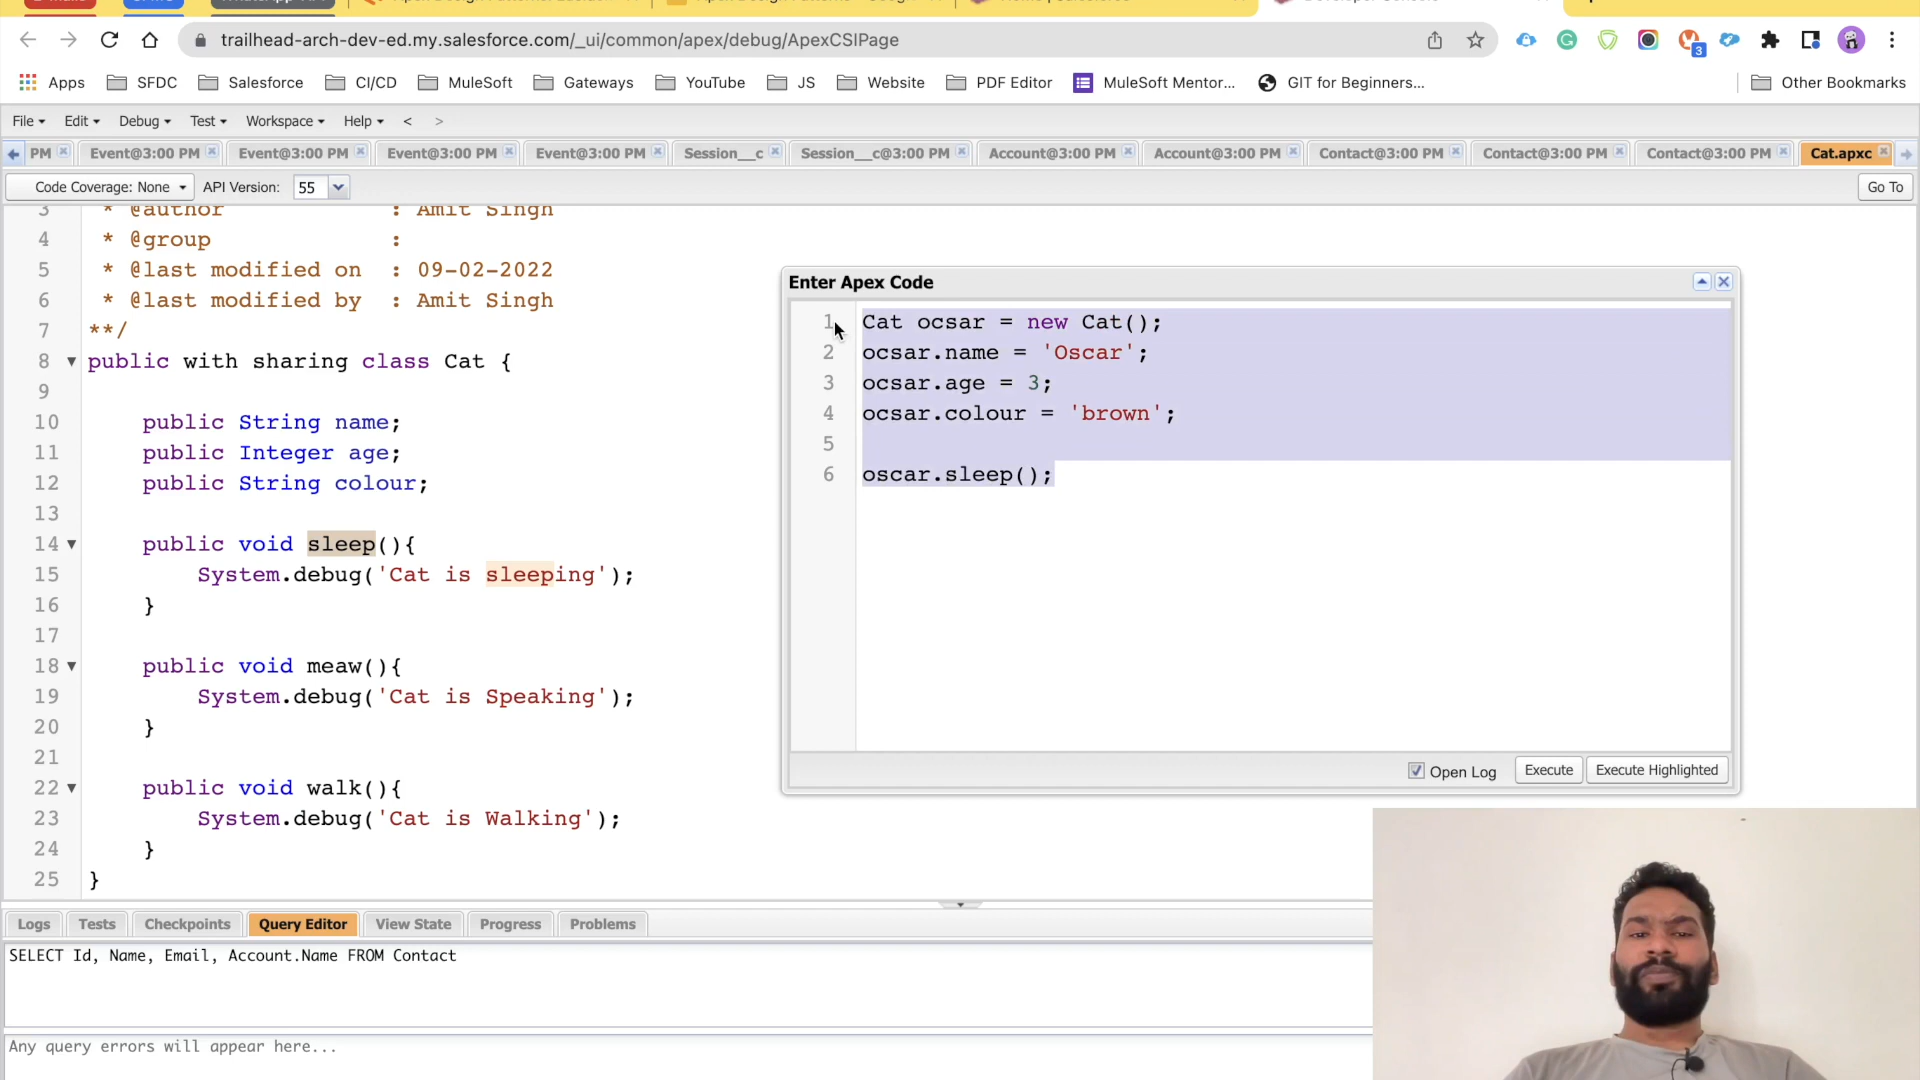 trailhead-arch-dev-ed.my.salesforce.com/_ui/common/apex/debug/ApexCSIPage
3
Apps SFDC Salesforce CI/CD MuleSoft Gateways YouTube JS Website PDF Editor MuleSoft Mentor... GIT for Beginners... Other Bookmarks
File Edit Debug Test Workspace Help < >
PM Event@3:00 PM Event@3:00 PM Event@3:00 PM Event@3:00 PM Session__c Session__c@3:00 PM Account@3:00 PM Account@3:00 PM Contact@3:00 PM Contact@3:00 PM Contact@3:00 PM Cat.apxc
Code Coverage: None API Version: 55 Go To
3 * @author : Amit Singh
4 * @group :
5 * @last modified on : 09-02-2022
6 * @last modified by : Amit Singh
7 **/
8 public with sharing class Cat {
9
10 public String name;
11 public Integer age;
12 public String colour;
13
14 public void sleep(){
15 System.debug('Cat is sleeping');
16 }
17
18 public void meaw(){
19 System.debug('Cat is Speaking');
20 }
21
22 public void walk(){
23 System.debug('Cat is Walking');
24 }
25 }
Enter Apex Code
1 Cat ocsar = new Cat();
2 ocsar.name = 'Oscar';
3 ocsar.age = 3;
4 ocsar.colour = 'brown';
5
6 oscar.sleep();
Open Log Execute Execute Highlighted
Logs Tests Checkpoints Query Editor View State Progress Problems
SELECT Id, Name, Email, Account.Name FROM Contact
Any query errors will appear here...